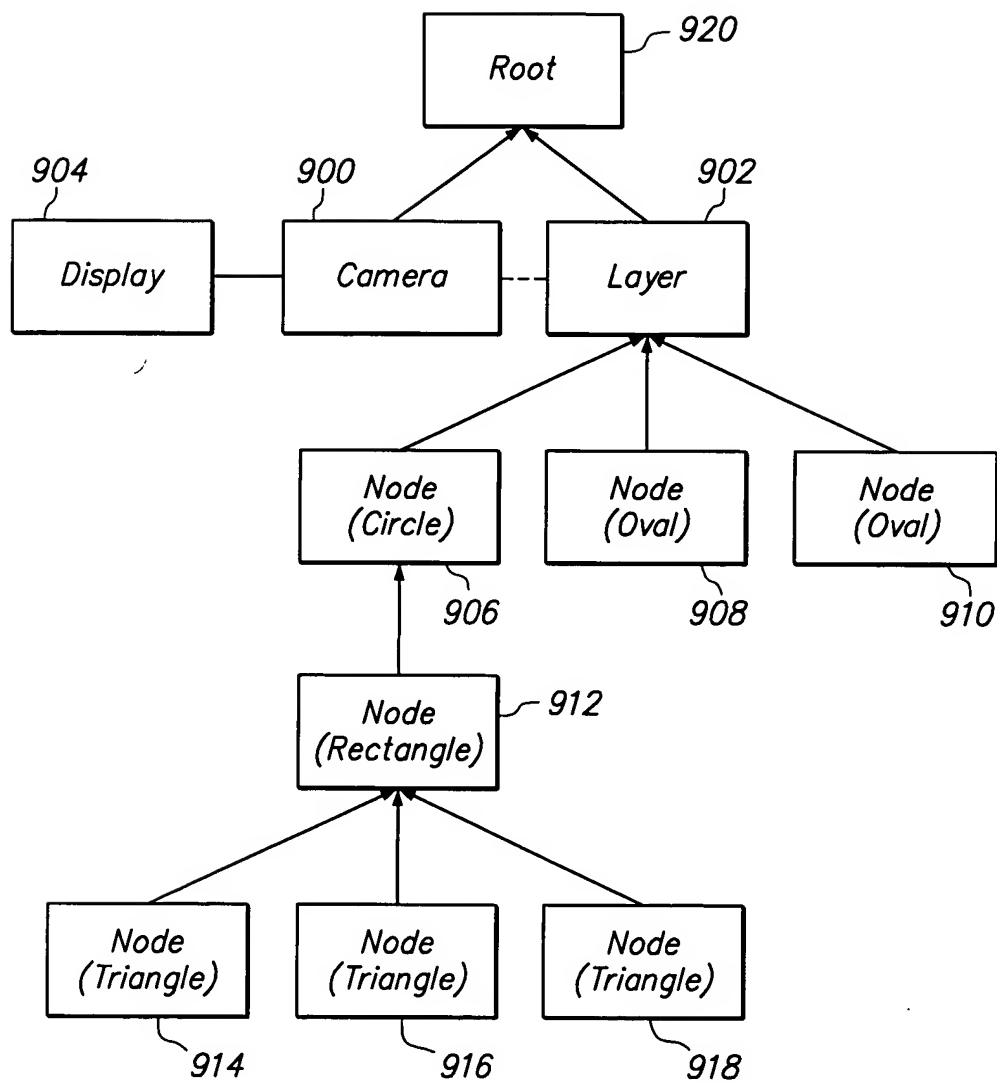 920
Root
904
900
902
Display
Camera
Layer
Node
(Circle)
Node
(Oval)
Node
(Oval)
906
908
910
Node
(Rectangle)
912
Node
(Triangle)
Node
(Triangle)
Node
(Triangle)
914
916
918